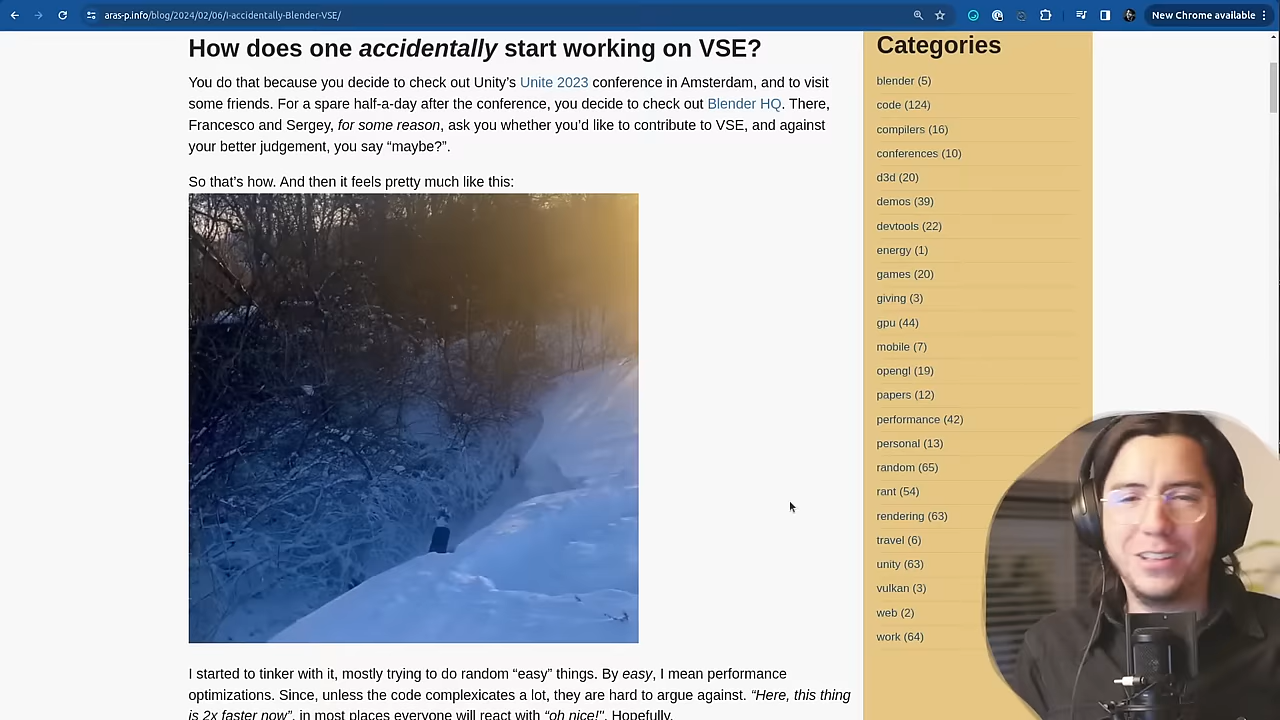 aras-p.info/blog/2024/02/06/I-accidentally-Blender-VSE/
New Chrome available
How does one accidentally start working on VSE?
You do that because you decide to check out Unity's Unite 2023 conference in Amsterdam, and to visit
some friends. For a spare half-a-day after the conference, you decide to check out Blender HQ. There,
Francesco and Sergey, for some reason, ask you whether you'd like to contribute to VSE, and against
your better judgement, you say “maybe?”.
So that's how. And then it feels pretty much like this:
I started to tinker with it, mostly trying to do random “easy” things. By easy, I mean performance
optimizations. Since, unless the code complexicates a lot, they are hard to argue against. “Here, this thing
is 2x faster now”, in most places everyone will react with “oh nice!”. Hopefully.
Categories
blender (5)
code (124)
compilers (16)
conferences (10)
d3d (20)
demos (39)
devtools (22)
energy (1)
games (20)
giving (3)
gpu (44)
mobile (7)
opengl (19)
papers (12)
performance (42)
personal (13)
random (65)
rant (54)
rendering (63)
travel (6)
unity (63)
vulkan (3)
web (2)
work (64)